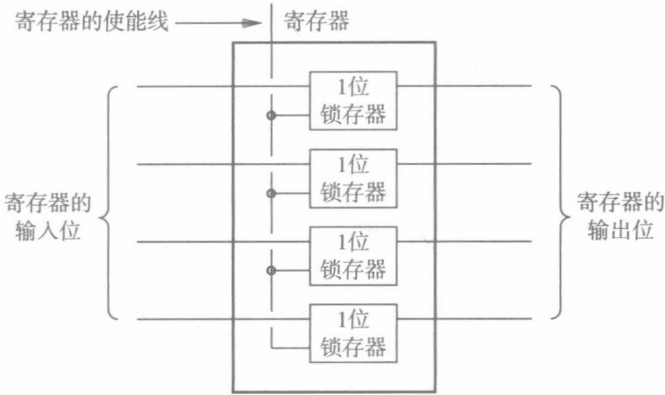 寄存器的使能线
寄存器
1位
锁存器
1位
锁存器
寄存器的
输入位
寄存器的
输出位
1位
锁存器
1位
锁存器